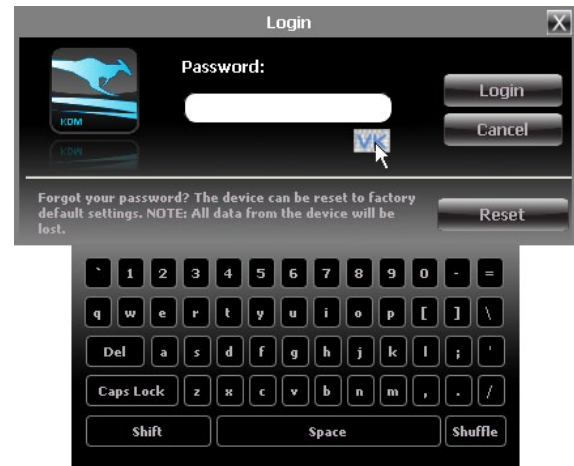 Login
X
Password:
KDM
Login
VK
Cancel
Forgot your password? The device can be reset to factory
default settings. NOTE: All data from the device will be
lost.
Reset
` 1 2 3 4 5 6 7 8 9 0 - =
q w e r t y u i o p [ ] \
Del a s d f g h j k l ; '
Caps Lock z x c v b n m , . /
Shift Space Shuffle